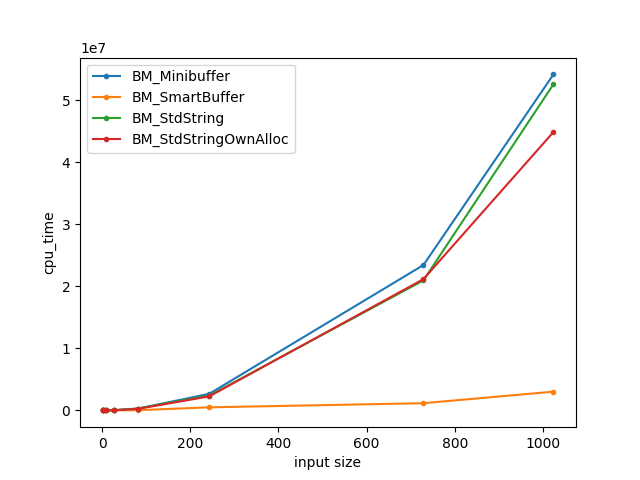 1e7
BM_Minibuffer
BM_SmartBuffer
BM_StdString
BM_StdStringOwnAlloc
5
4
3
2
1
0
cpu_time
0 200 400 600 800 1000
input size